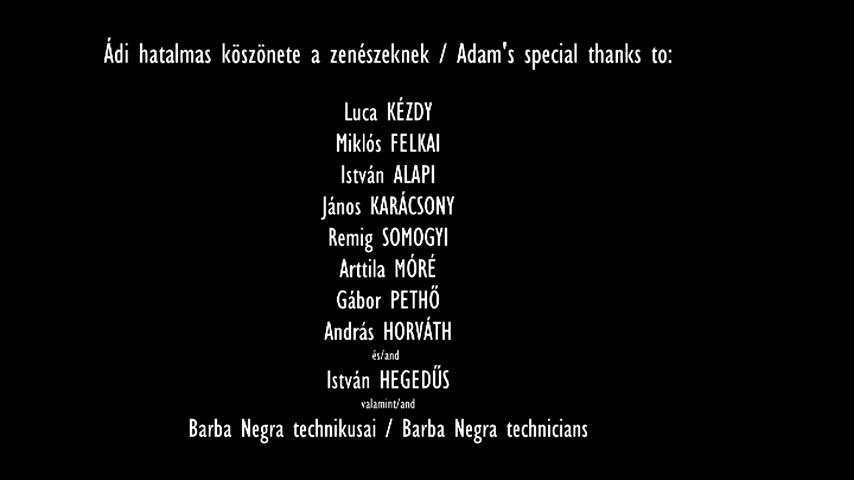 Ádi hatalmas köszönete a zenészeknek / Adam's special thanks to:
Luca KÉZDY
Miklós FELKAI
István ALAPI
János KARÁCSONY
Remig SOMOGYI
Arttila MÓRÉ
Gábor PETHŐ
András HORVÁTH
és/and
István HEGEDŰS
valamint/and
Barba Negra technikusai / Barba Negra technicians